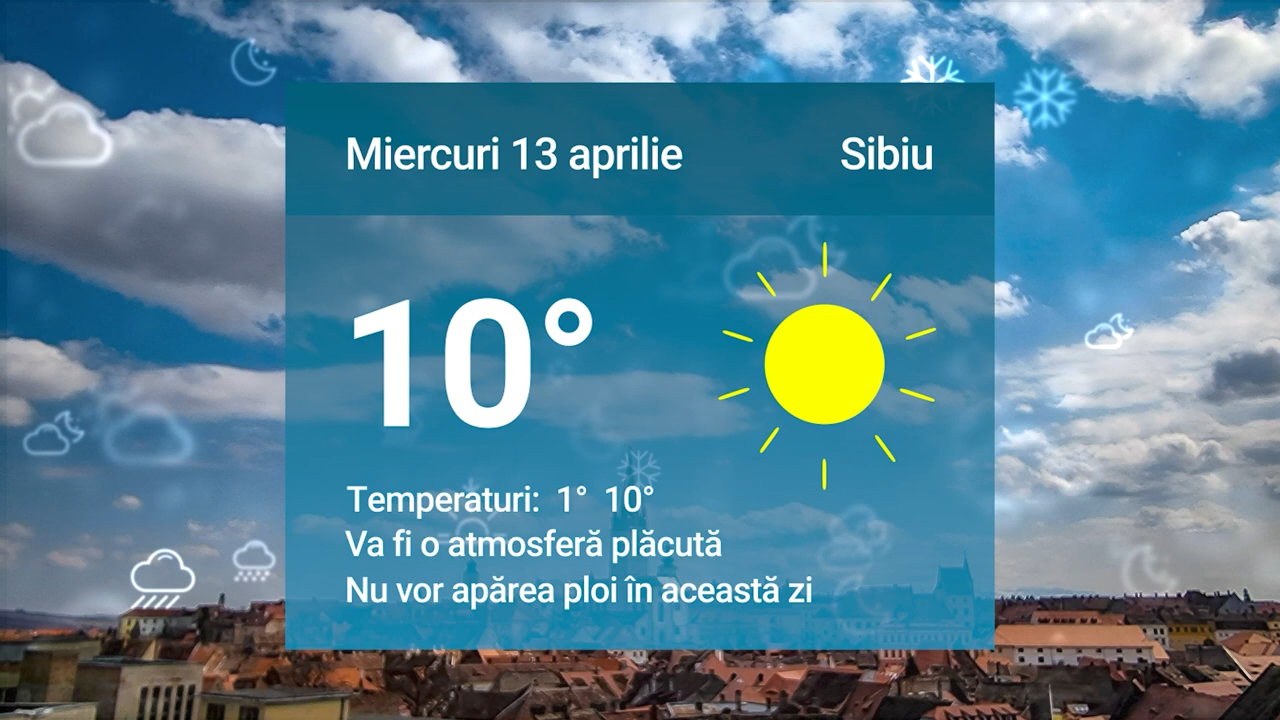 Miercuri 13 aprilie Sibiu
10°
Temperaturi: 1° 10°
Va fi o atmosferă plăcută
Nu vor apărea ploi în această zi